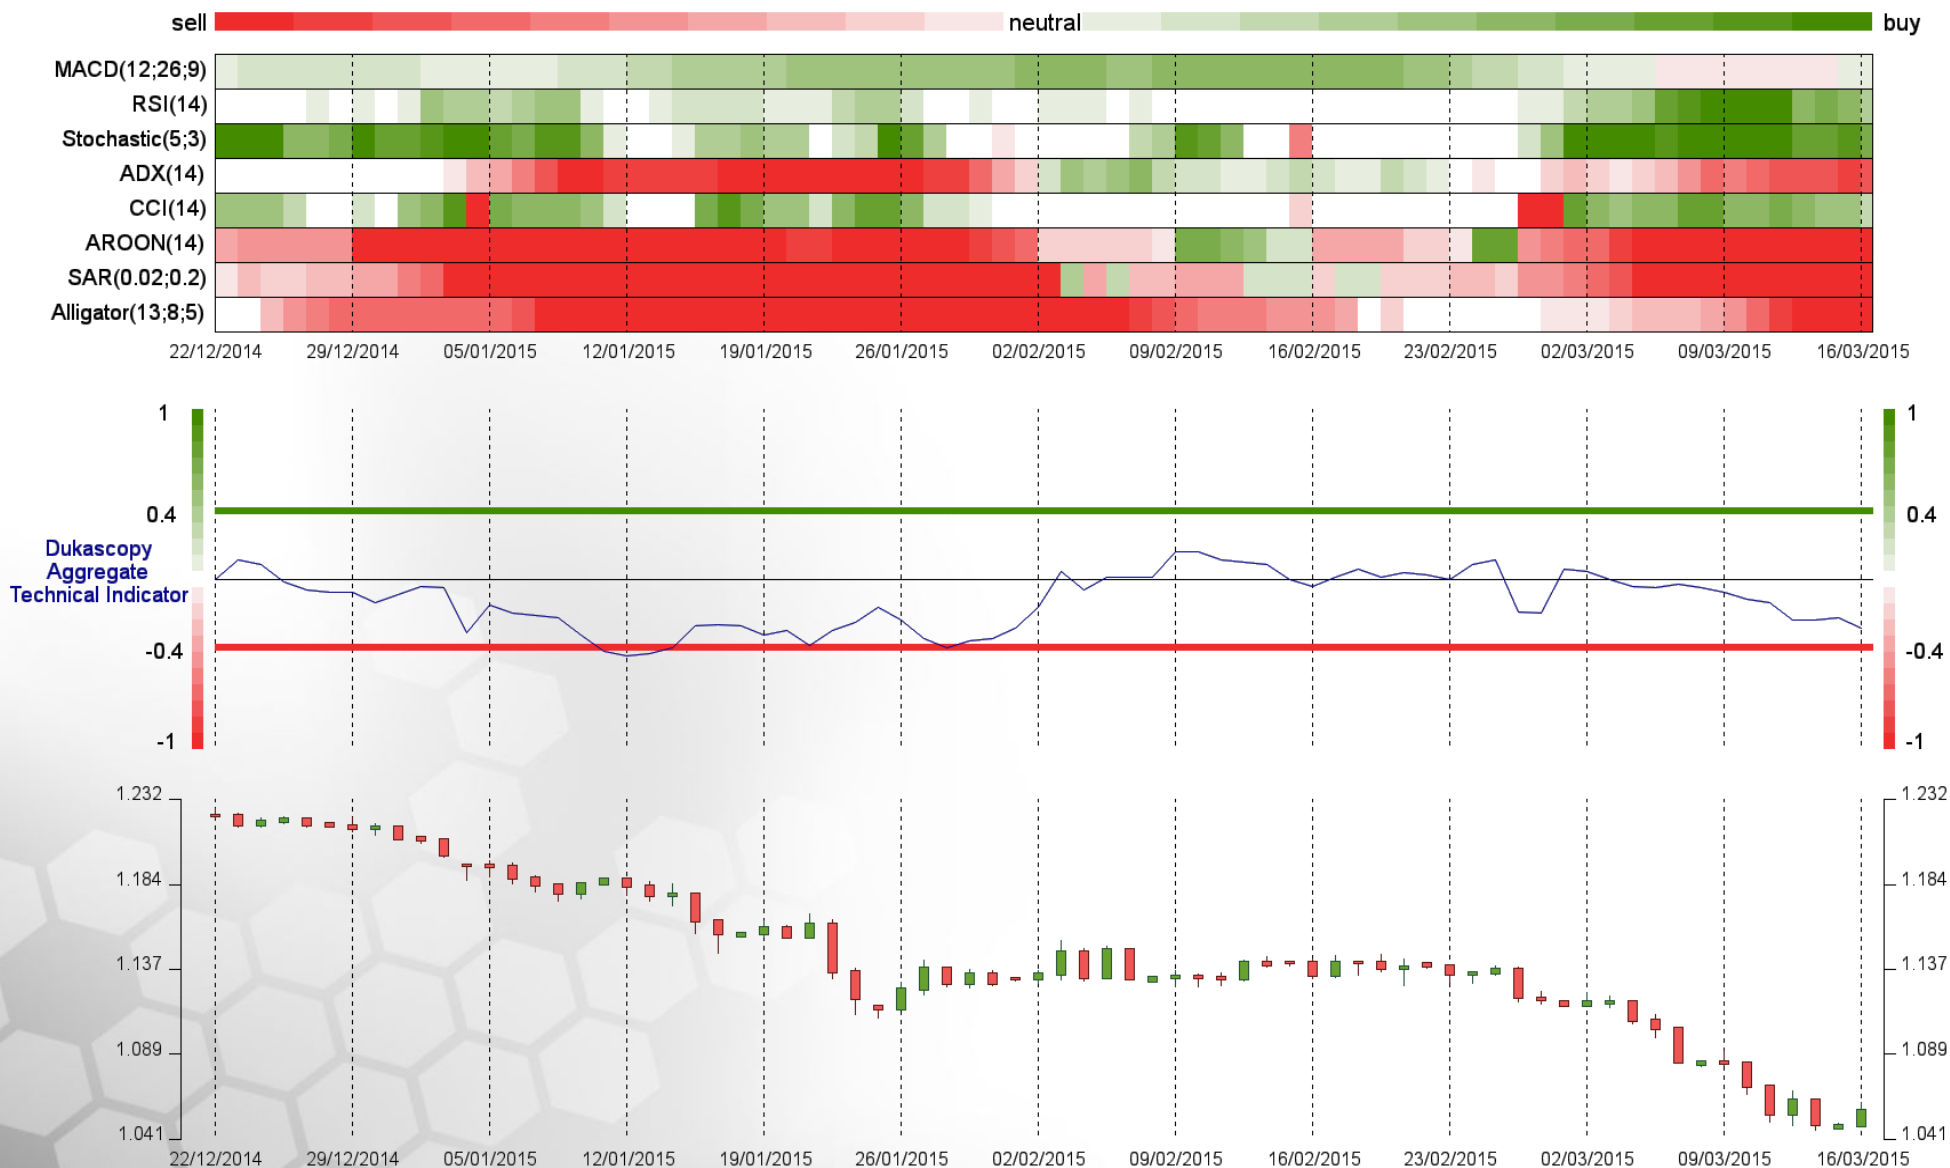 sell neutral buy
MACD(12;26;9)
RSI(14)
Stochastic(5;3)
ADX(14)
CCI(14)
AROON(14)
SAR(0.02;0.2)
Alligator(13;8;5)
22/12/2014 29/12/2014 05/01/2015 12/01/2015 19/01/2015 26/01/2015 02/02/2015 09/02/2015 16/02/2015 23/02/2015 02/03/2015 09/03/2015 16/03/2015
1 1
0.4 0.4
Dukascopy
Aggregate
Technical Indicator
-0.4 -0.4
-1 -1
1.232 1.232
1.184 1.184
1.137 1.137
1.089 1.089
1.041 1.041
22/12/2014 29/12/2014 05/01/2015 12/01/2015 19/01/2015 26/01/2015 02/02/2015 09/02/2015 16/02/2015 23/02/2015 02/03/2015 09/03/2015 16/03/2015